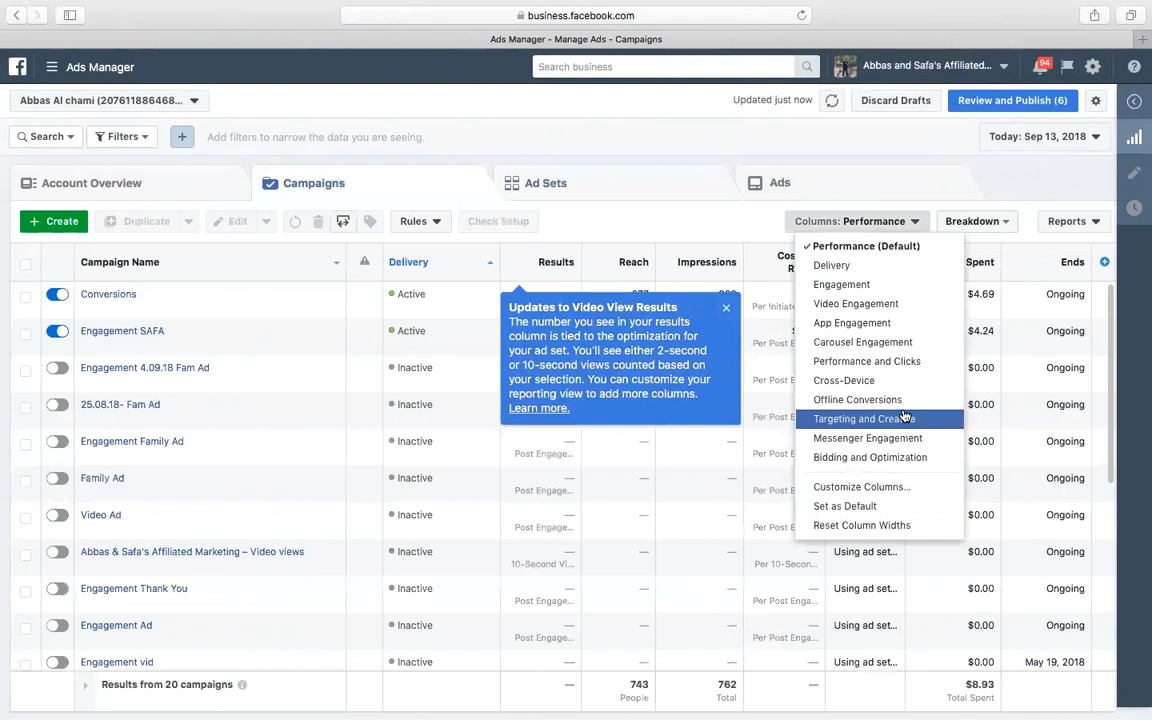 business.facebook.com
Ads Manager - Manage Ads - Campaigns
Ads Manager
Search business
Abbas and Safa's Affiliated...
94
Abbas Al chami (207611886468...
Updated just now
Discard Drafts
Review and Publish (6)
Search
Filters
Add filters to narrow the data you are seeing.
Today: Sep 13, 2018
Account Overview
Campaigns
Ad Sets
Ads
+ Create
Duplicate
Edit
Rules
Check Setup
Columns: Performance
Breakdown
Reports
Campaign Name
Delivery
Results
Reach
Impressions
Spent
Ends
Performance (Default)
Delivery
Engagement
Video Engagement
App Engagement
Carousel Engagement
Performance and Clicks
Cross-Device
Offline Conversions
Targeting and Creative
Messenger Engagement
Bidding and Optimization
Customize Columns...
Set as Default
Reset Column Widths
Updates to Video View Results
The number you see in your results
column is tied to the optimization for
your ad set. You'll see either 2-second
or 10-second views counted based on
your selection. You can customize your
reporting view to add more columns.
Learn more.
Conversions
Active
Per Initiate
$4.69
Ongoing
Engagement SAFA
Active
Per Post E
$4.24
Ongoing
Engagement 4.09.18 Fam Ad
Inactive
Per Post E
$0.00
Ongoing
25.08.18- Fam Ad
Inactive
Per Post E
$0.00
Ongoing
Engagement Family Ad
Inactive
—
—
—
Post Engage...
Per Post E
$0.00
Ongoing
Family Ad
Inactive
—
—
—
Post Engage...
Per Post E
$0.00
Ongoing
Video Ad
Inactive
—
—
—
Post Engage...
Per Post E
$0.00
Ongoing
Abbas & Safa's Affiliated Marketing – Video views
Inactive
—
—
—
—
10-Second Vi...
Per 10-Secon...
Using ad set...
$0.00
Ongoing
Engagement Thank You
Inactive
—
—
—
—
Post Engage...
Per Post Enga...
Using ad set...
$0.00
Ongoing
Engagement Ad
Inactive
—
—
—
—
Post Engage...
Per Post Enga...
Using ad set...
$0.00
Ongoing
Engagement vid
Inactive
—
—
—
—
Using ad set...
$0.00
May 19, 2018
Results from 20 campaigns
—
743
People
762
Total
—
$8.93
Total Spent